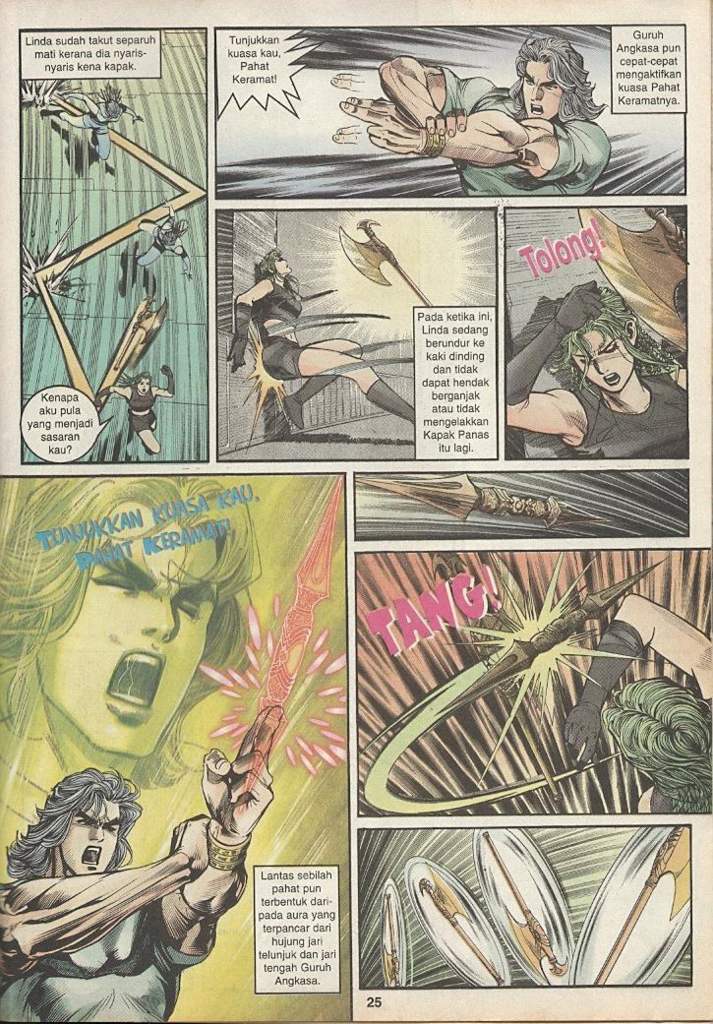 Linda sudah takut separuh
mati kerana dia nyaris-
nyaris kena kapak.
Kenapa
aku pula
yang menjadi
sasaran
kau?
Tunjukkan
kuasa kau,
Pahat
Keramat!
Guruh
Angkasa pun
cepat-cepat
mengaktifkan
kuasa Pahat
Keramatnya.
Pada ketika ini,
Linda sedang
berundur ke
kaki dinding
dan tidak
dapat hendak
berganjak
atau tidak
mengelakkan
Kapak Panas
itu lagi.
Tolong!
TUNJUKKAN KUASA KAU,
PAHAT KERAMAT!
Lantas sebilah
pahat pun
terbentuk dari-
pada aura yang
terpancar dari
hujung jari
telunjuk dan jari
tengah Guruh
Angkasa.
TANG!
25